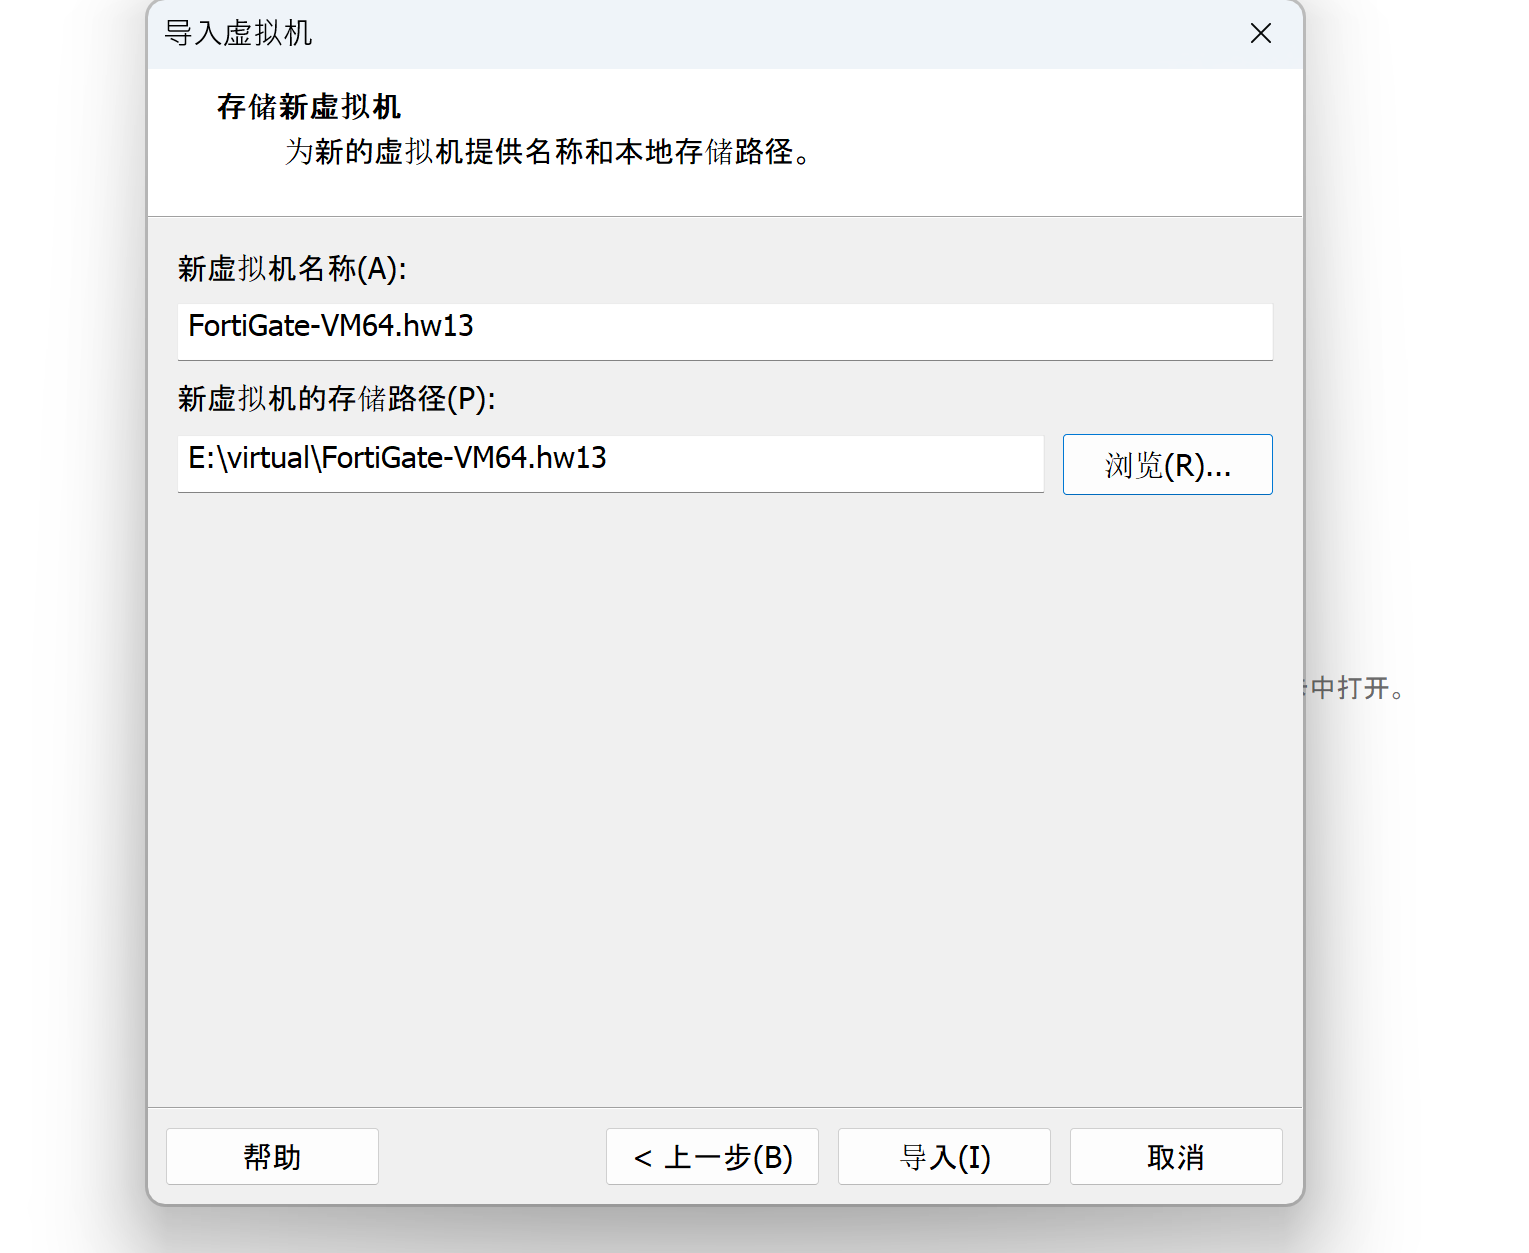 导入虚拟机
存储新虚拟机
为新的虚拟机提供名称和本地存储路径。
新虚拟机名称(A):
FortiGate-VM64.hw13
新虚拟机的存储路径(P):
E:\virtual\FortiGate-VM64.hw13
浏览(R)...
中打开。
帮助
< 上一步(B)
导入(I)
取消